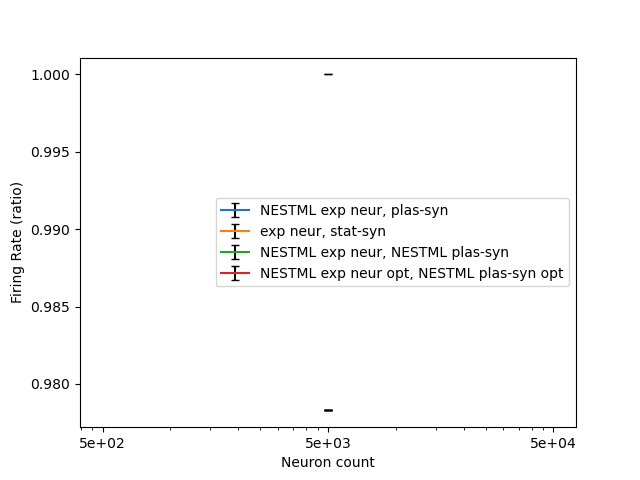 1.000
0.995
0.990
0.985
0.980
Firing Rate (ratio)
NESTML exp neur, plas-syn
exp neur, stat-syn
NESTML exp neur, NESTML plas-syn
NESTML exp neur opt, NESTML plas-syn opt
5e+02 5e+03 5e+04
Neuron count